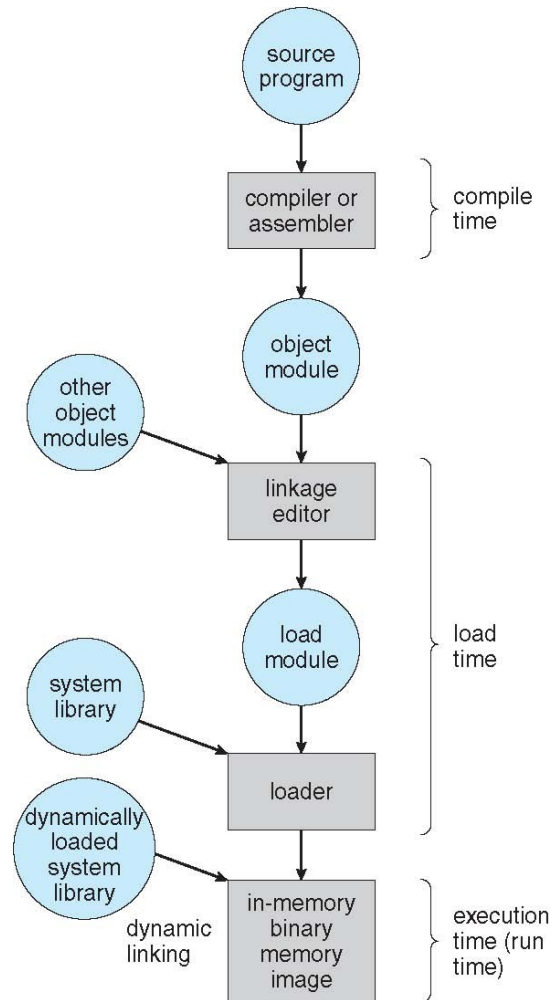 source
program
compiler or
assembler
compile
time
object
module
other
object
modules
linkage
editor
load
module
load
time
system
library
loader
dynamically
loaded
system
library
dynamic
linking
in-memory
binary
memory
image
execution
time (run
time)